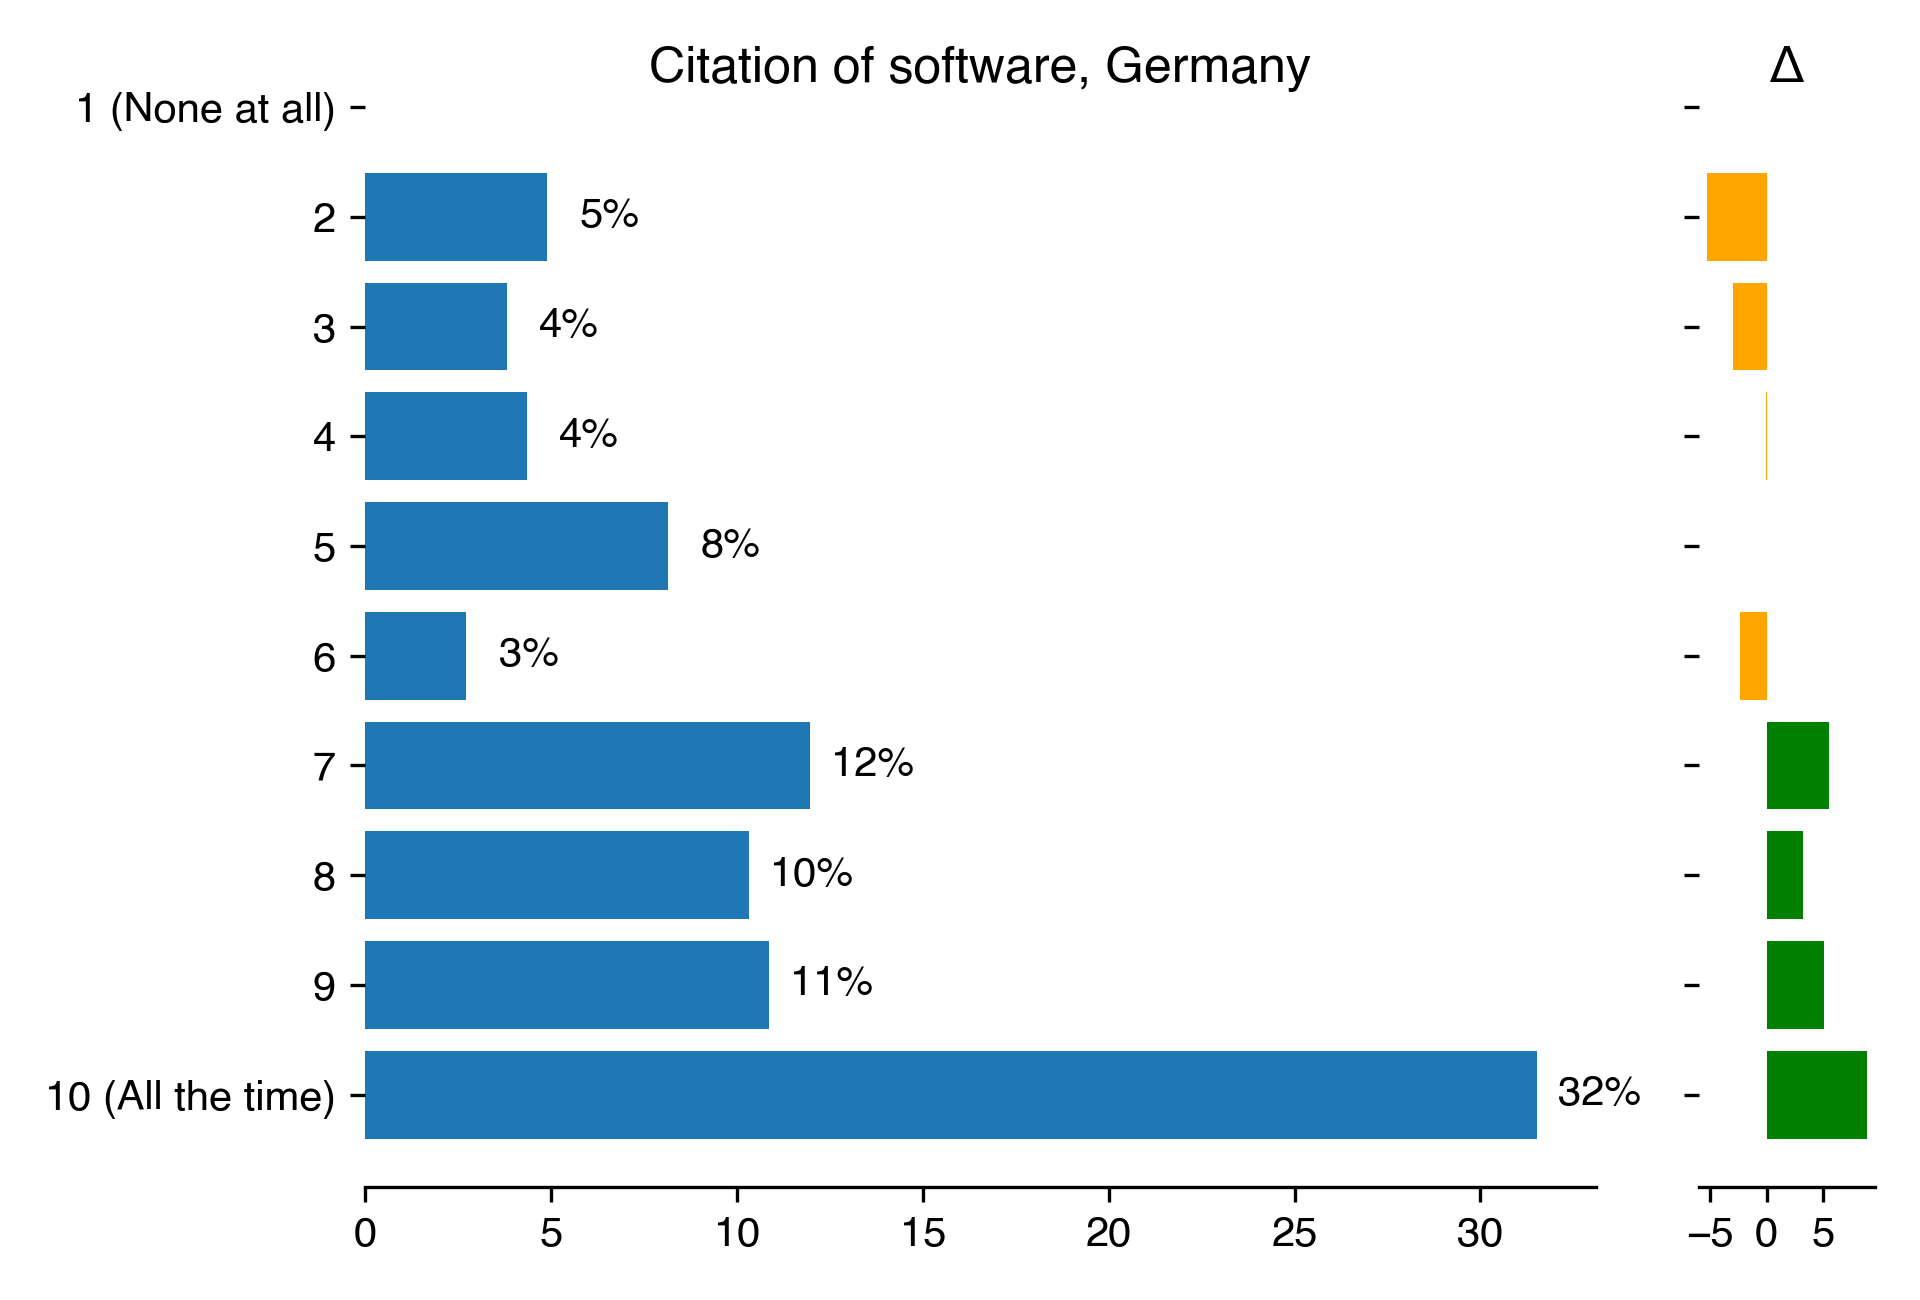 Citation of software, Germany
Δ
1 (None at all)
2
5%
3
4%
4
4%
5
8%
6
3%
7
12%
8
10%
9
11%
10 (All the time)
32%
0 5 10 15 20 25 30
−5 0 5